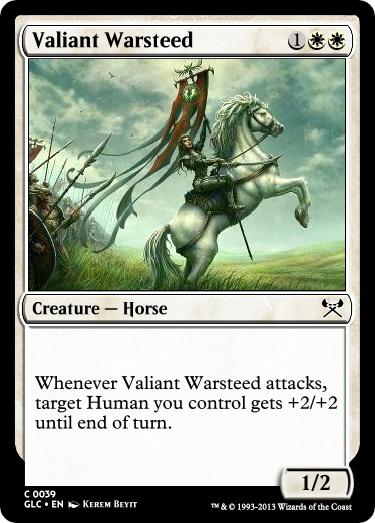 Valiant Warsteed 1
Creature — Horse
Whenever Valiant Warsteed attacks,
target Human you control gets +2/+2
until end of turn.
1/2
C 0039
GLC • EN Kerem Beyit
™ & © 1993-2013 Wizards of the Coast